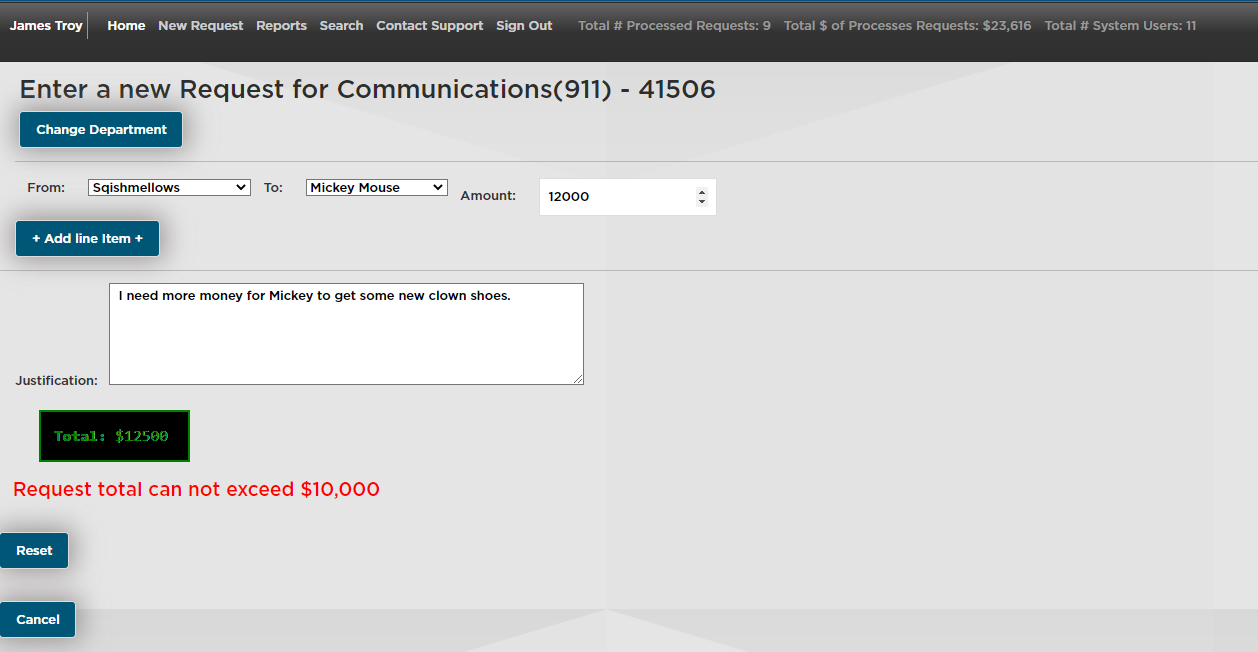 James Troy Home New Request Reports Search Contact Support Sign Out Total # Processed Requests: 9 Total $ of Processes Requests: $23,616 Total # System Users: 11
Enter a new Request for Communications(911) - 41506
Change Department
From: Sqishmellows To: Mickey Mouse Amount: 12000
+ Add line Item +
I need more money for Mickey to get some new clown shoes.
Justification:
Total: $12500
Request total can not exceed $10,000
Reset
Cancel